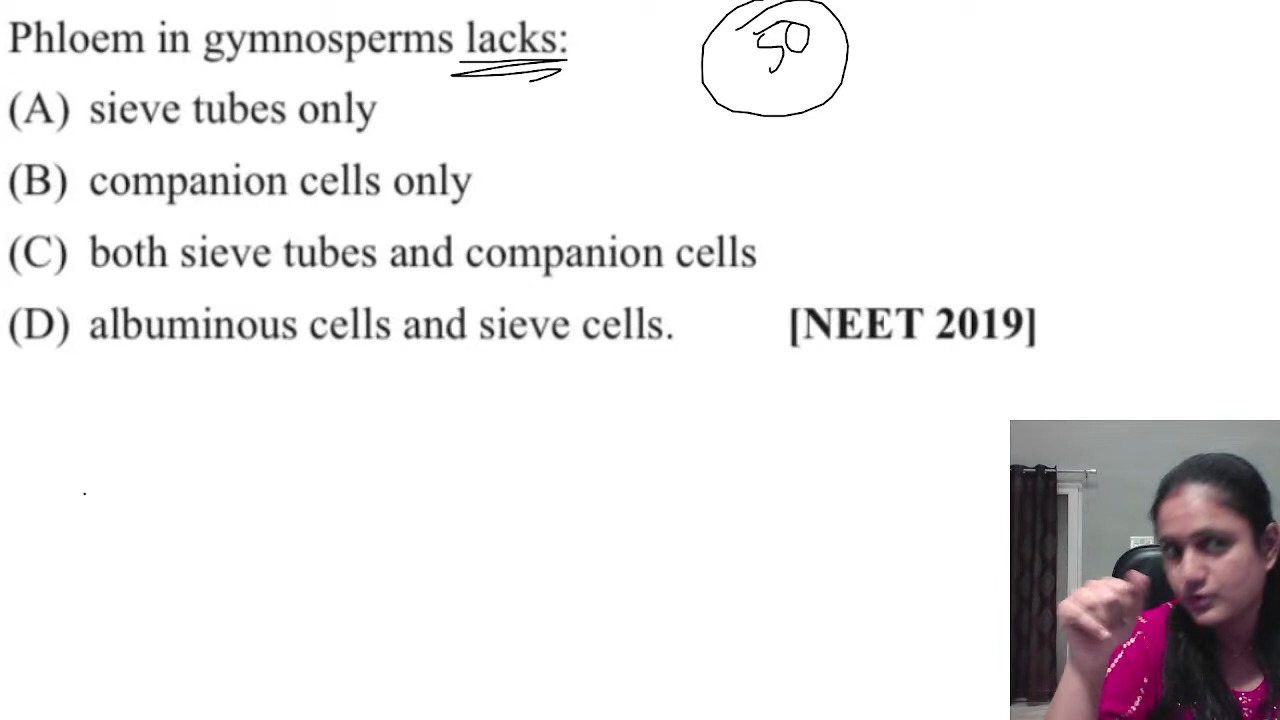 Phloem in gymnosperms lacks:
50
(A) sieve tubes only
(B) companion cells only
(C) both sieve tubes and companion cells
(D) albuminous cells and sieve cells. [NEET 2019]